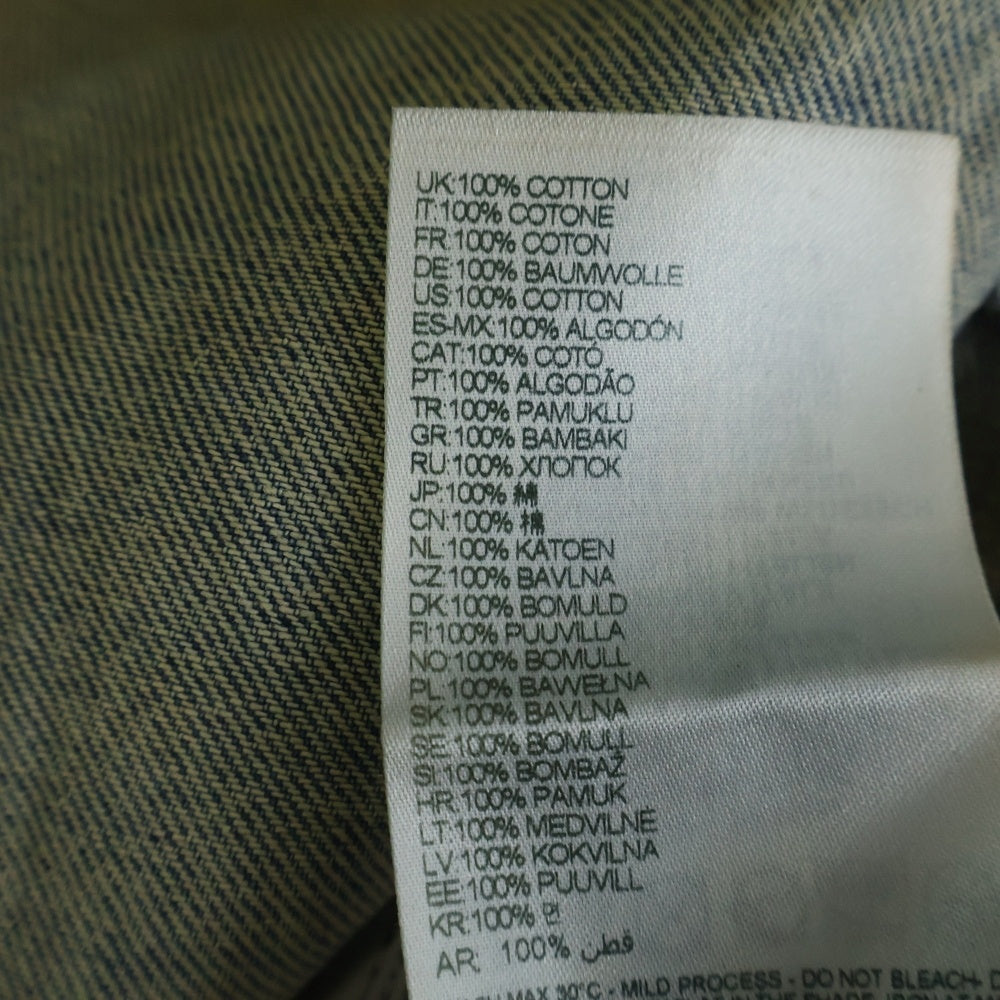 UK:100% COTTON
IT:100% COTONE
FR:100% COTON
DE:100% BAUMWOLLE
US:100% COTTON
ES-MX:100% ALGODÓN
CAT:100% COTÓ
PT:100% ALGODÃO
TR:100% PAMUKLU
GR:100% BAMBAKI
RU:100% ХЛОПОК
JP:100% 綿
CN:100% 棉
NL:100% KATOEN
CZ:100% BAVLNA
DK:100% BOMULD
FI:100% PUUVILLA
NO:100% BOMULL
PL:100% BAWEŁNA
SK:100% BAVLNA
SE:100% BOMULL
SI:100% BOMBAŽ
HR:100% PAMUK
LT:100% MEDVILNĖ
LV:100% KOKVILNA
EE:100% PUUVILL
KR:100% 면
AR: 100% قطن
MAX 30°C - MILD PROCESS - DO NOT BLEACH-